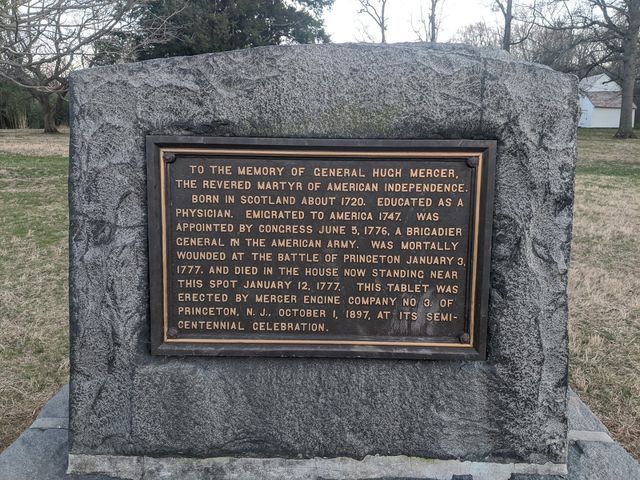 TO THE MEMORY OF GENERAL HUGH MERCER,
THE REVERED MARTYR OF AMERICAN INDEPENDENCE.
BORN IN SCOTLAND ABOUT 1720. EDUCATED AS A
PHYSICIAN. EMIGRATED TO AMERICA 1747. WAS
APPOINTED BY CONGRESS JUNE 5, 1776, A BRIGADIER
GENERAL IN THE AMERICAN ARMY. WAS MORTALLY
WOUNDED AT THE BATTLE OF PRINCETON JANUARY 3,
1777. AND DIED IN THE HOUSE NOW STANDING NEAR
THIS SPOT JANUARY 12, 1777. THIS TABLET WAS
ERECTED BY MERCER ENGINE COMPANY NO. 3. OF
PRINCETON, N. J., OCTOBER 1, 1897, AT ITS SEMI-
CENTENNIAL CELEBRATION.